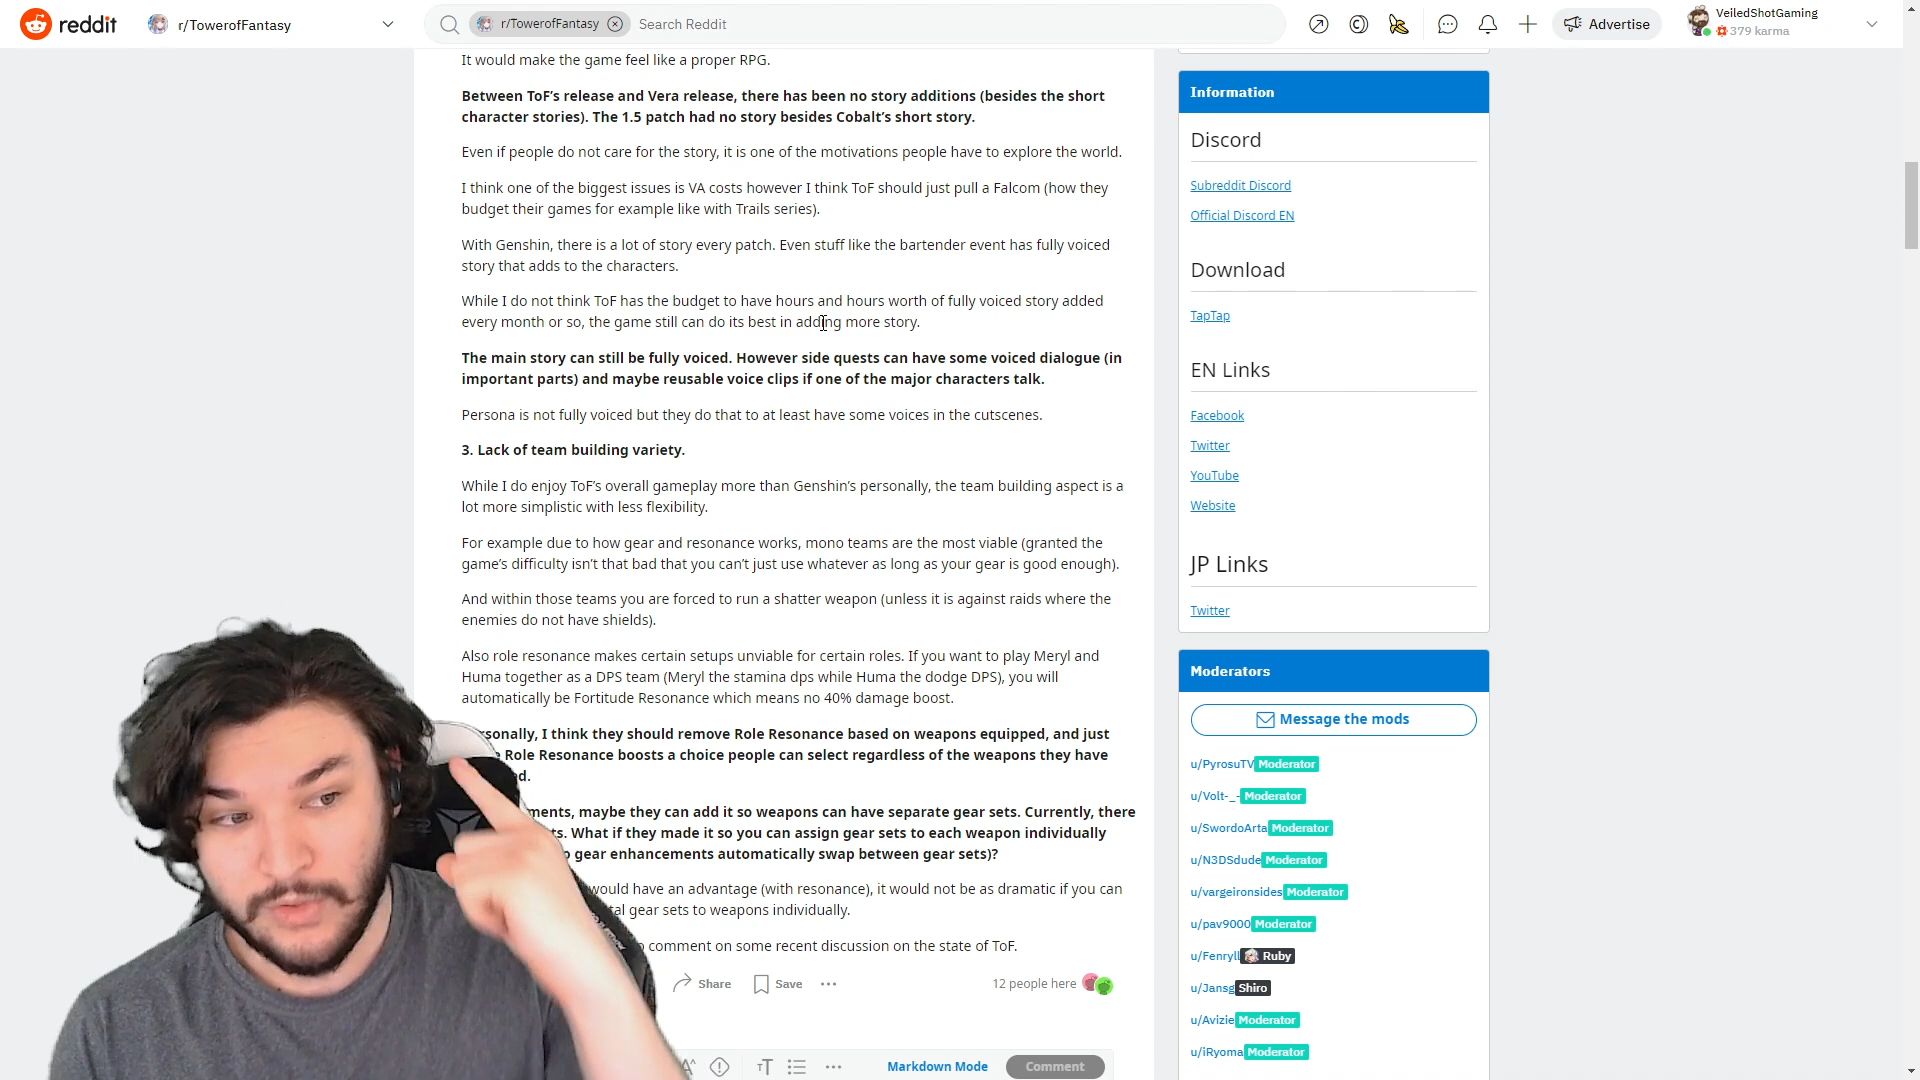 reddit
r/TowerofFantasy
r/TowerofFantasy
Search Reddit
Advertise
VeiledShotGaming
379 karma
It would make the game feel like a proper RPG.
Between ToF’s release and Vera release, there has been no story additions (besides the short
character stories). The 1.5 patch had no story besides Cobalt’s short story.
Even if people do not care for the story, it is one of the motivations people have to explore the world.
I think one of the biggest issues is VA costs however I think ToF should just pull a Falcom (how they
budget their games for example like with Trails series).
With Genshin, there is a lot of story every patch. Even stuff like the bartender event has fully voiced
story that adds to the characters.
While I do not think ToF has the budget to have hours and hours worth of fully voiced story added
every month or so, the game still can do its best in adding more story.
The main story can still be fully voiced. However side quests can have some voiced dialogue (in
important parts) and maybe reusable voice clips if one of the major characters talk.
Persona is not fully voiced but they do that to at least have some voices in the cutscenes.
3. Lack of team building variety.
While I do enjoy ToF’s overall gameplay more than Genshin’s personally, the team building aspect is a
lot more simplistic with less flexibility.
For example due to how gear and resonance works, mono teams are the most viable (granted the
game’s difficulty isn’t that bad that you can’t just use whatever as long as your gear is good enough).
And within those teams you are forced to run a shatter weapon (unless it is against raids where the
enemies do not have shields).
Also role resonance makes certain setups unviable for certain roles. If you want to play Meryl and
Huma together as a DPS team (Meryl the stamina dps while Huma the dodge DPS), you will
automatically be Fortitude Resonance which means no 40% damage boost.
I think they should remove Role Resonance based on weapons equipped, and just
Role Resonance boosts a choice people can select regardless of the weapons they have
maybe they can add it so weapons can have separate gear sets. Currently, there
What if they made it so you can assign gear sets to each weapon individually
gear enhancements automatically swap between gear sets)?
would have an advantage (with resonance), it would not be as dramatic if you can
gear sets to weapons individually.
comment on some recent discussion on the state of ToF.
Share
Save
12 people here
Markdown Mode
Comment
Information
Discord
Subreddit Discord
Official Discord EN
Download
TapTap
EN Links
Facebook
Twitter
YouTube
Website
JP Links
Twitter
Moderators
Message the mods
u/PyrosuTV Moderator
u/Volt-_- Moderator
u/SwordoArta Moderator
u/N3DSdude Moderator
u/vargeironsides Moderator
u/pav9000 Moderator
u/Fenryll Ruby
u/Jansg Shiro
u/Avizie Moderator
u/iRyoma Moderator